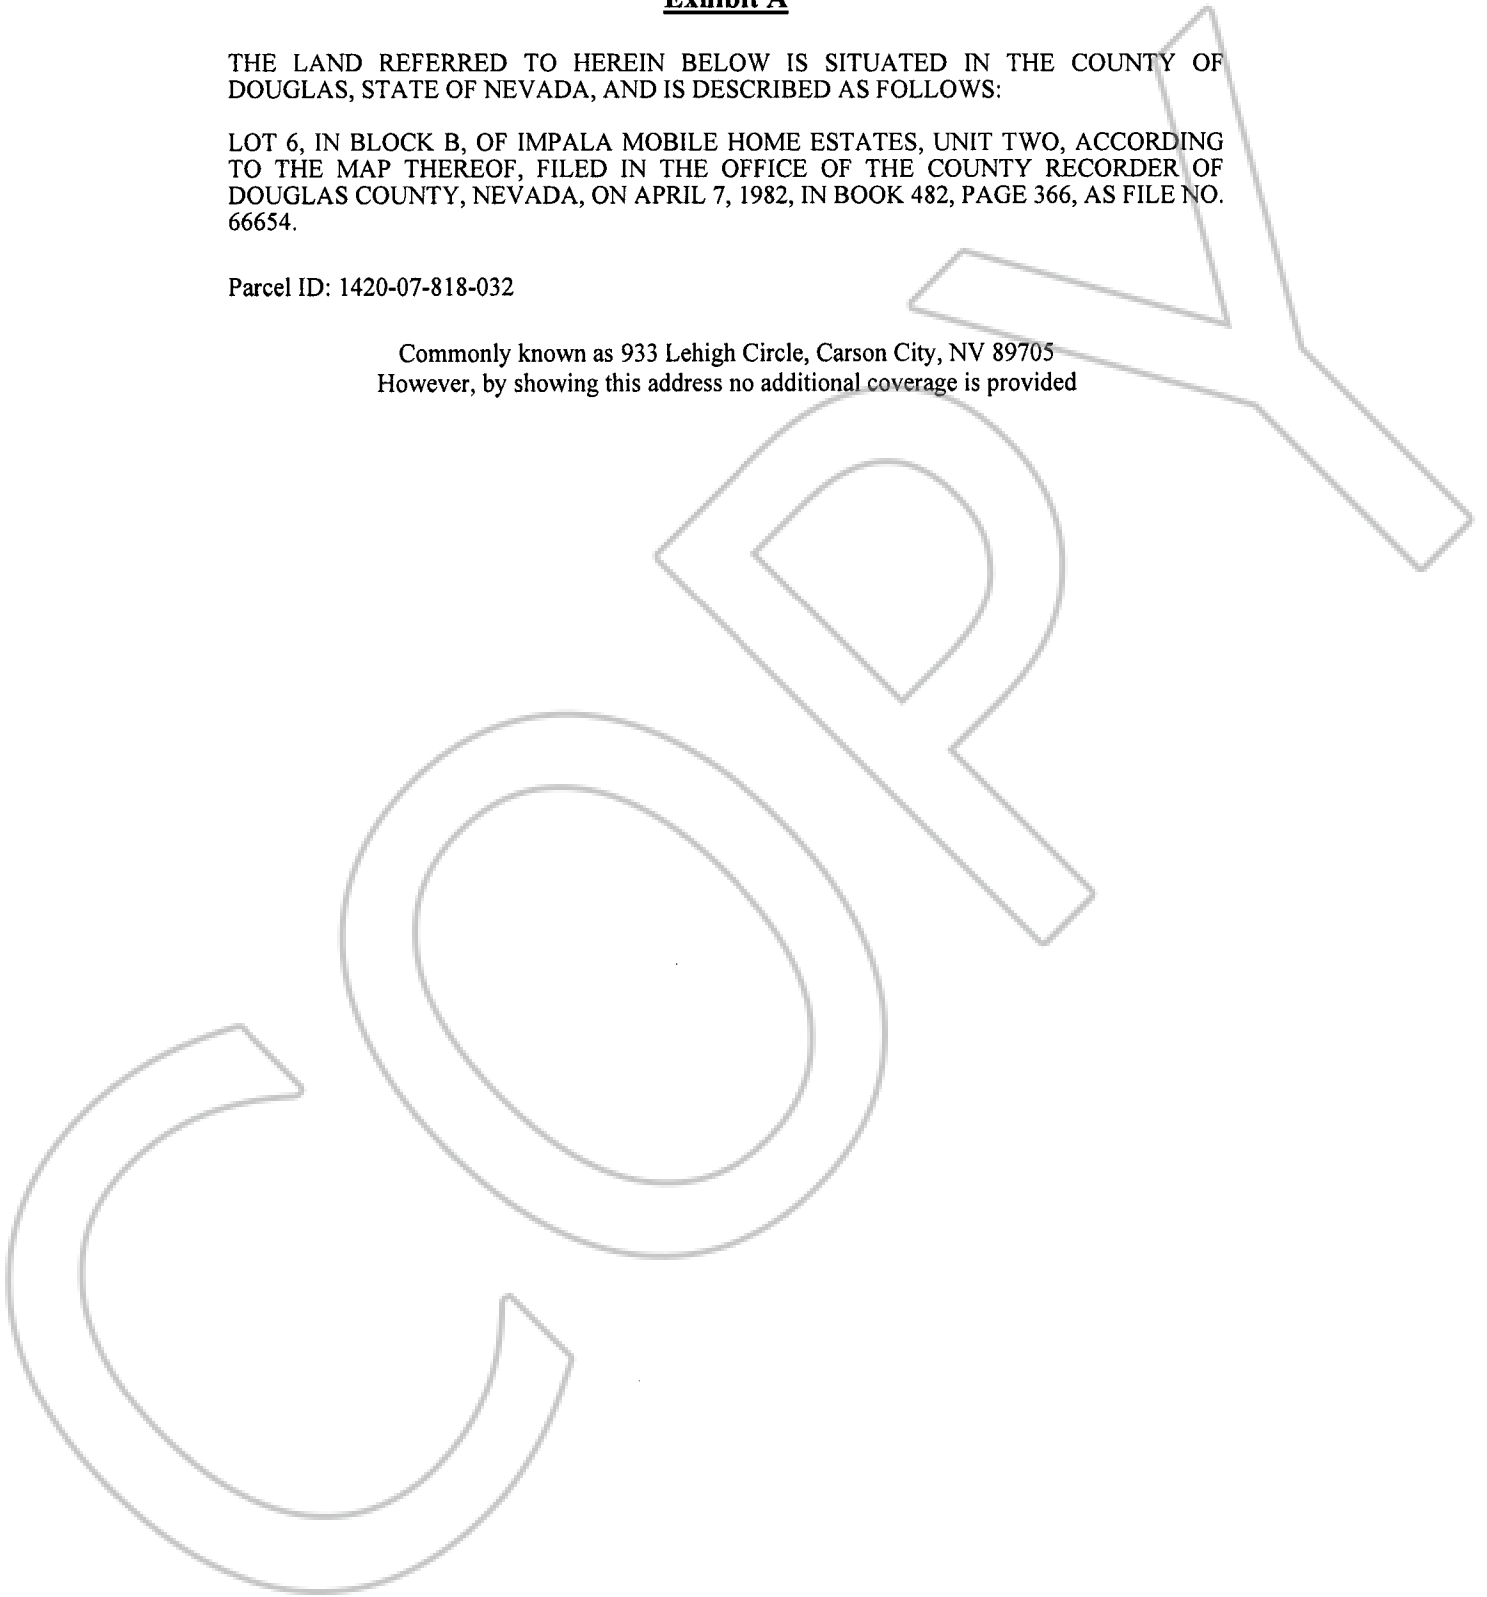 Exhibit A
THE LAND REFERRED TO HEREIN BELOW IS SITUATED IN THE COUNTY OF
DOUGLAS, STATE OF NEVADA, AND IS DESCRIBED AS FOLLOWS:
LOT 6, IN BLOCK B, OF IMPALA MOBILE HOME ESTATES, UNIT TWO, ACCORDING
TO THE MAP THEREOF, FILED IN THE OFFICE OF THE COUNTY RECORDER OF
DOUGLAS COUNTY, NEVADA, ON APRIL 7, 1982, IN BOOK 482, PAGE 366, AS FILE NO.
66654.
Parcel ID: 1420-07-818-032
Commonly known as 933 Lehigh Circle, Carson City, NV 89705
However, by showing this address no additional coverage is provided
COPY